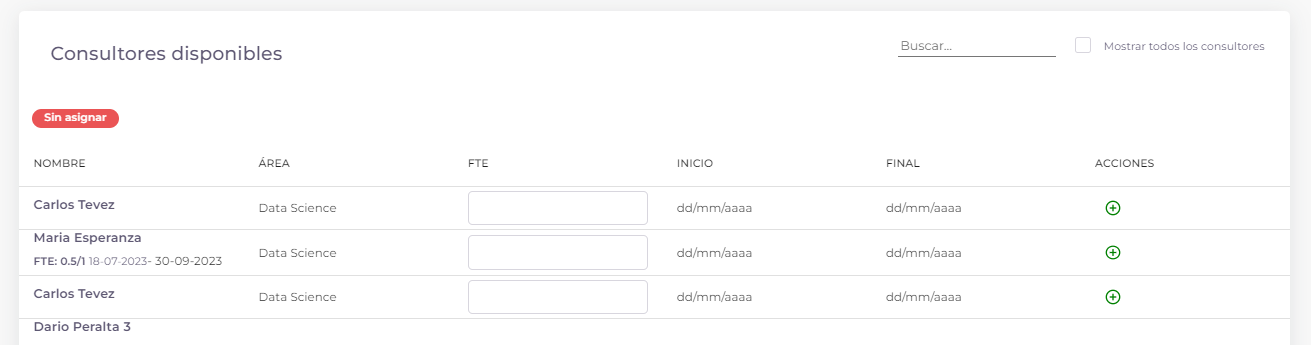 Consultores disponibles
Buscar...
Mostrar todos los consultores
Sin asignar
NOMBRE ÁREA FTE INICIO FINAL ACCIONES
Carlos Tevez Data Science dd/mm/aaaa dd/mm/aaaa
Maria Esperanza
FTE: 0.5/1 18-07-2023- 30-09-2023 Data Science dd/mm/aaaa dd/mm/aaaa
Carlos Tevez Data Science dd/mm/aaaa dd/mm/aaaa
Dario Peralta 3